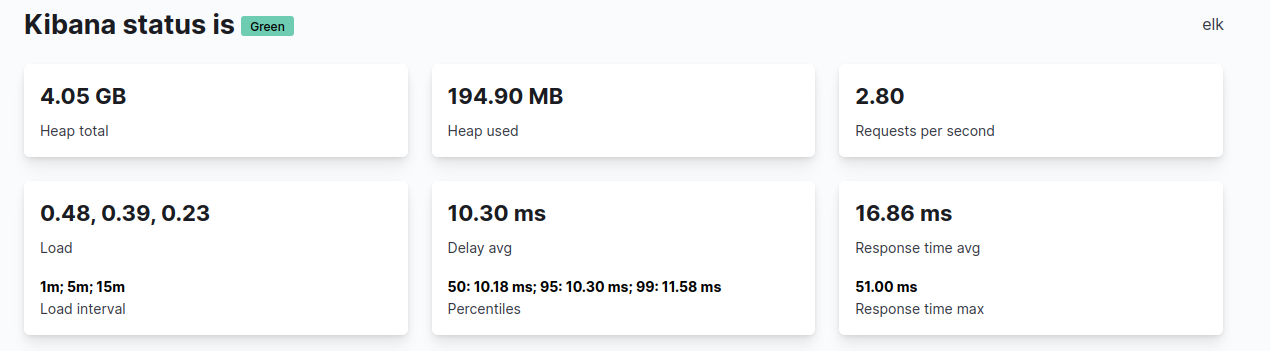 Kibana status is Green
elk
4.05 GB
Heap total
194.90 MB
Heap used
2.80
Requests per second
0.48, 0.39, 0.23
Load
1m; 5m; 15m
Load interval
10.30 ms
Delay avg
50: 10.18 ms; 95: 10.30 ms; 99: 11.58 ms
Percentiles
16.86 ms
Response time avg
51.00 ms
Response time max